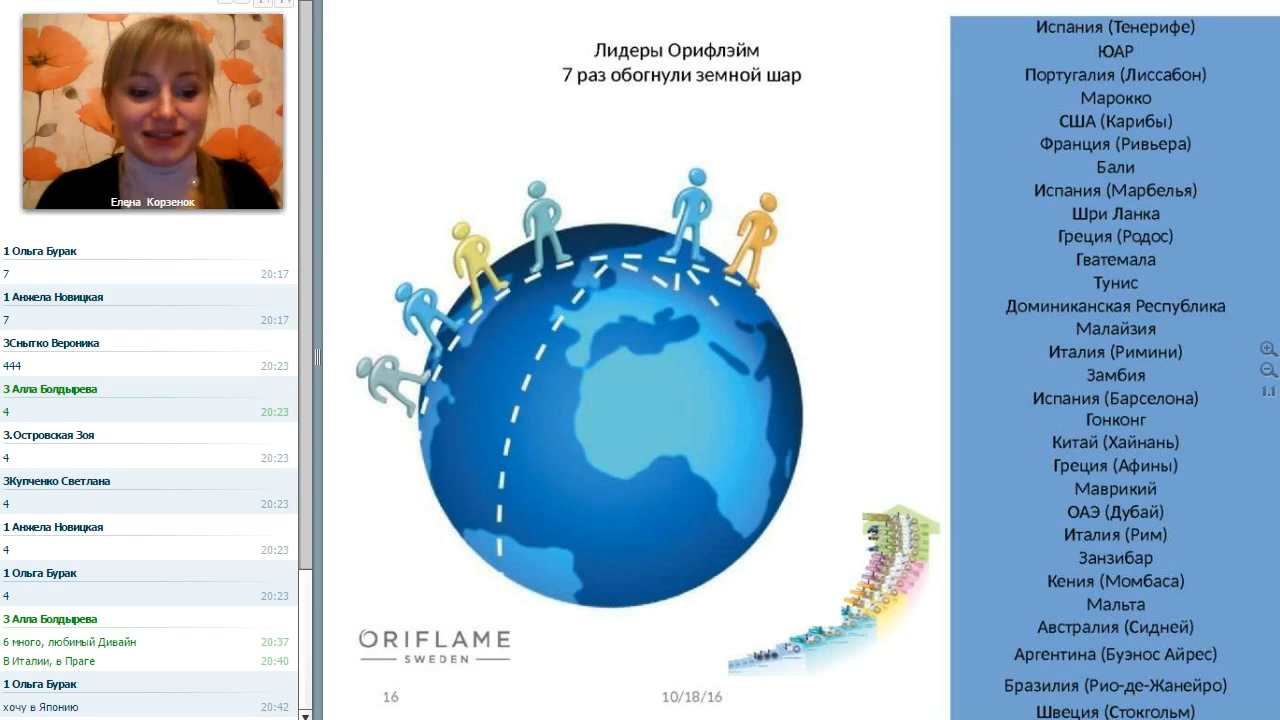 Елена Корзенок
1 Ольга Бурак
7 20:17
1 Анжела Новицкая
7 20:17
3Снытко Вероника
444 20:23
3 Алла Болдырева
4 20:23
3.Островская Зоя
4 20:23
3Купченко Светлана
4 20:23
1 Анжела Новицкая
4 20:23
1 Ольга Бурак
4 20:23
3 Алла Болдырева
6 много, любимый Дивайн 20:37
В Италии, в Праге 20:40
1 Ольга Бурак
хочу в Японию 20:42
Лидеры Орифлэйм
7 раз обогнули земной шар
ORIFLAME
SWEDEN
16
10/18/16
Испания (Тенерифе)
ЮАР
Португалия (Лиссабон)
Марокко
США (Карибы)
Франция (Ривьера)
Бали
Испания (Марбелья)
Шри Ланка
Греция (Родос)
Гватемала
Тунис
Доминиканская Республика
Малайзия
Италия (Римини)
Замбия
Испания (Барселона)
Гонконг
Китай (Хайнань)
Греция (Афины)
Маврикий
ОАЭ (Дубай)
Италия (Рим)
Занзибар
Кения (Момбаса)
Мальта
Австралия (Сидней)
Аргентина (Буэнос Айрес)
Бразилия (Рио-де-Жанейро)
Швеция (Стокгольм)
1.1